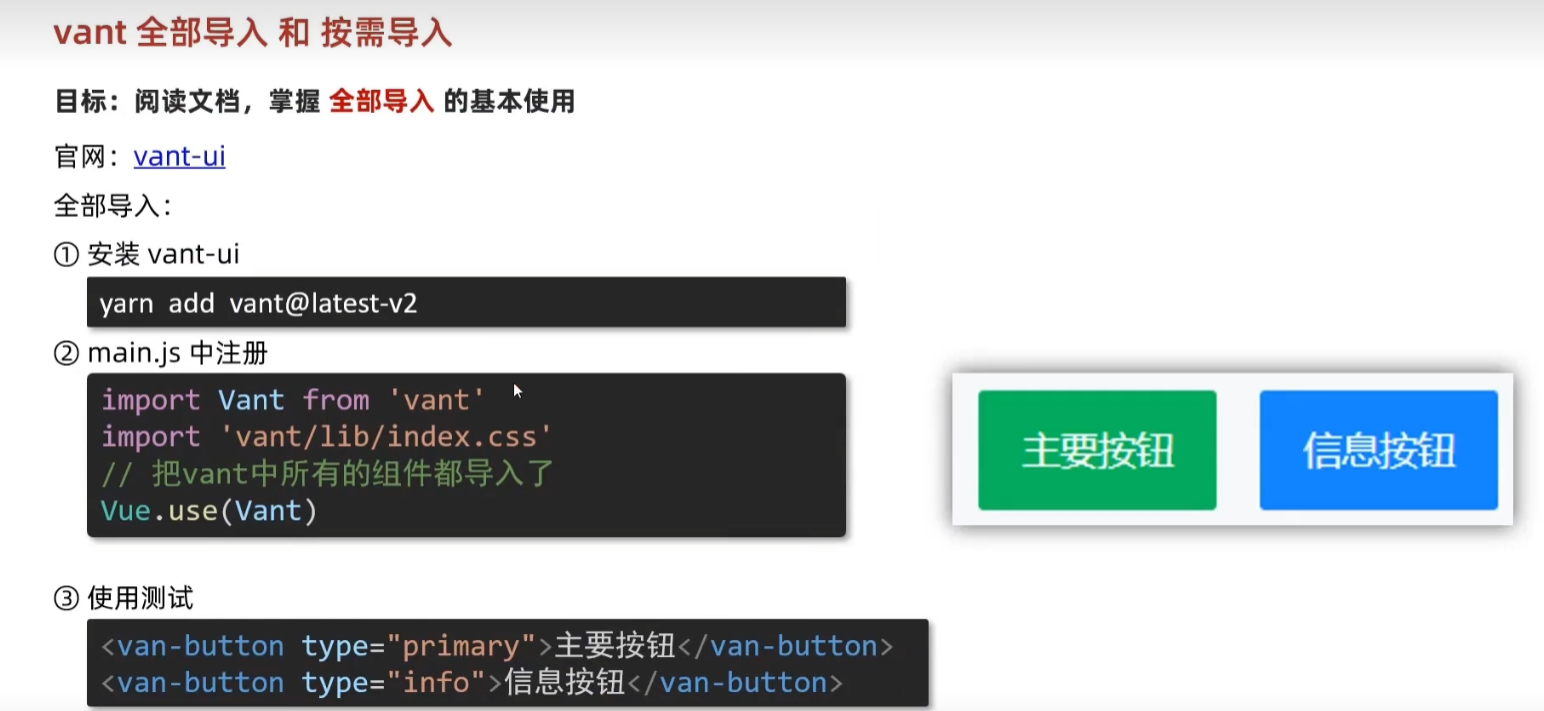 vant 全部导入 和 按需导入
目标：阅读文档，掌握 全部导入 的基本使用
官网：vant-ui
全部导入：
① 安装 vant-ui
yarn add vant@latest-v2
② main.js 中注册
import Vant from 'vant'
import 'vant/lib/index.css'
// 把vant中所有的组件都导入了
Vue.use(Vant)
主要按钮 信息按钮
③ 使用测试
<van-button type="primary">主要按钮</van-button>
<van-button type="info">信息按钮</van-button>